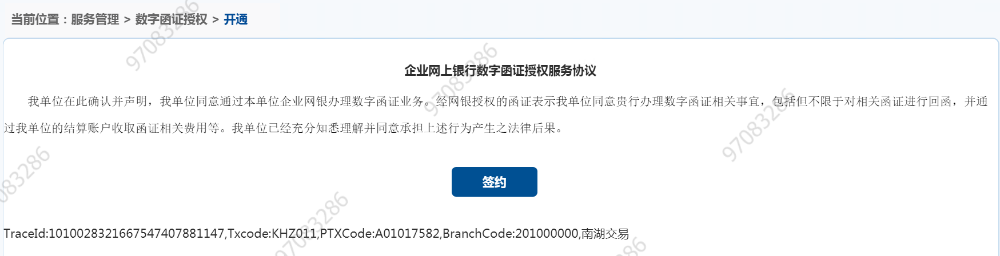 当前位置：服务管理 > 数字函证授权 > 开通
企业网上银行数字函证授权服务协议
我单位在此确认并声明，我单位同意通过本单位企业网银办理数字函证业务。经网银授权的函证表示我单位同意贵行办理数字函证相关事宜，包括但不限于对相关函证进行回函，并通
过我单位的结算账户收取函证相关费用等。我单位已经充分知悉理解并同意承担上述行为产生之法律后果。
签约
TraceId:1010028321667547407881147,Txcode:KHZ011,PTXCode:A01017582,BranchCode:201000000,南湖交易
97083286
97083286
97083286
97083286
97083286